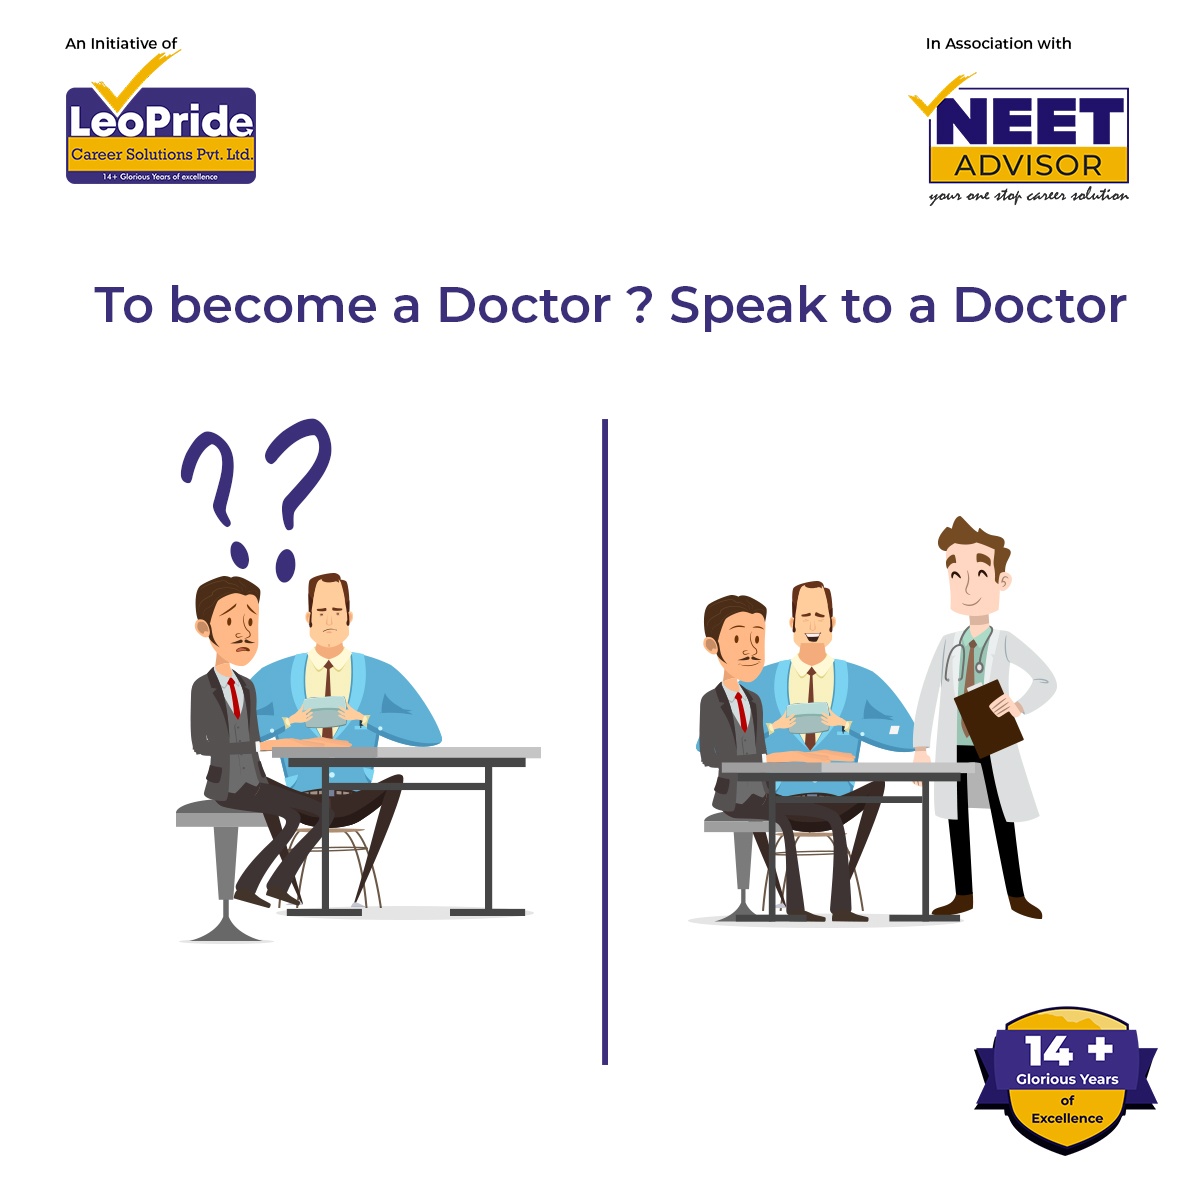 An Initiative of
LeoPride
Career Solutions Pvt. Ltd.
14+ Glorious Years of excellence
In Association with
NEET
ADVISOR
your one stop career solution
To become a Doctor ? Speak to a Doctor
??
14 +
Glorious Years
of
Excellence